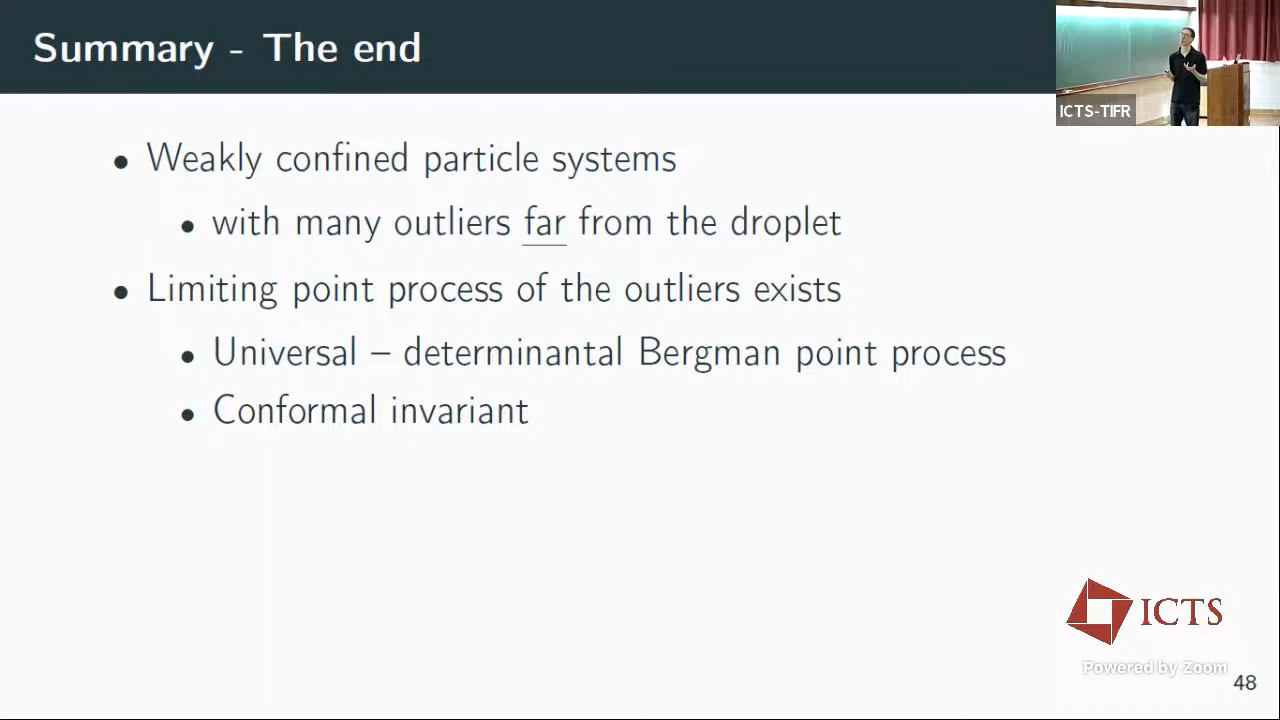 Summary - The end
ICTS-TIFR
• Weakly confined particle systems
• with many outliers far from the droplet
• Limiting point process of the outliers exists
• Universal – determinantal Bergman point process
• Conformal invariant
ICTS
Powered by Zoom
48